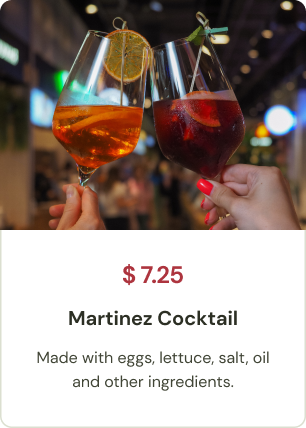 $ 7.25
Martinez Cocktail
Made with eggs, lettuce, salt, oil
and other ingredients.